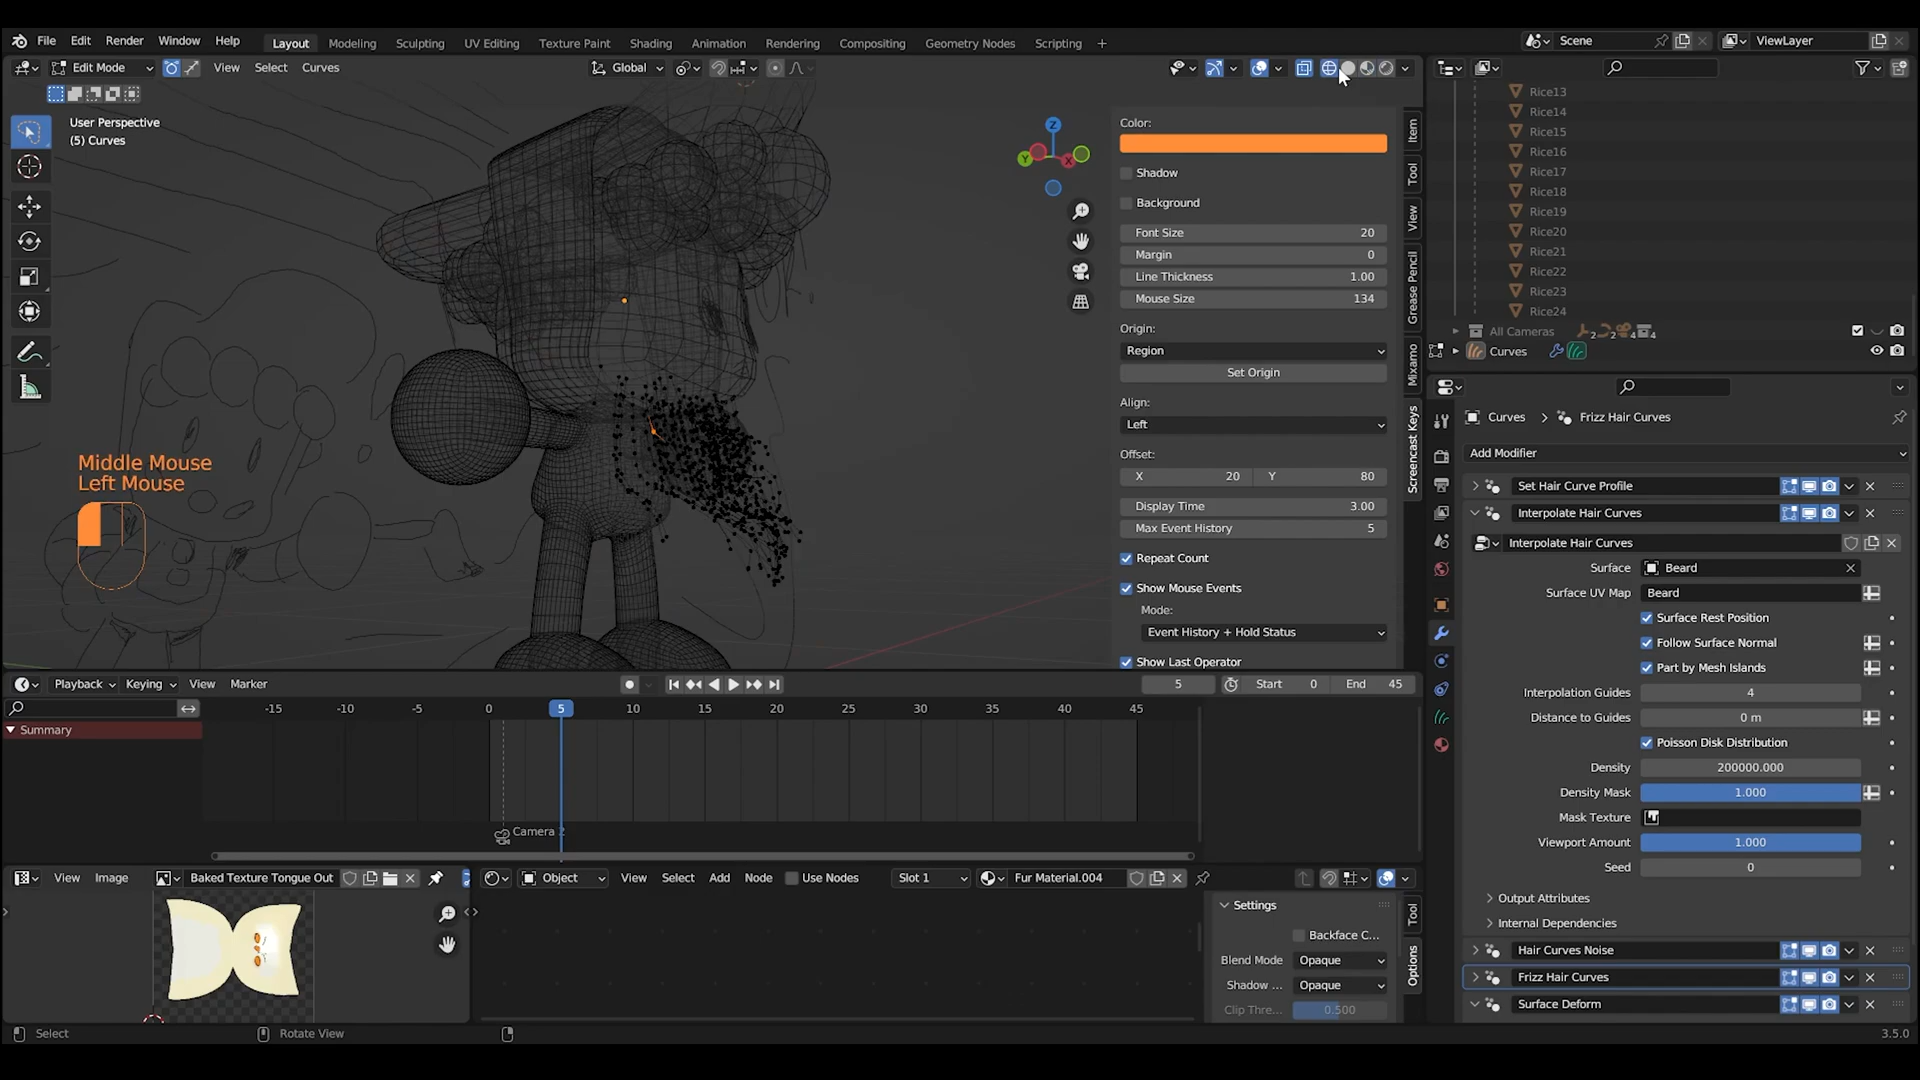 File Edit Render Window Help Layout Modeling Sculpting UV Editing Texture Paint Shading Animation Rendering Compositing Geometry Nodes Scripting + Scene ViewLayer
Edit Mode View Select Curves Global
User Perspective
(5) Curves
Z
Y
X
Middle Mouse
Left Mouse
Color:
Shadow
Background
Font Size 20
Margin 0
Line Thickness 1.00
Mouse Size 134
Origin:
Region
Set Origin
Align:
Left
Offset:
X 20 Y 80
Display Time 3.00
Max Event History 5
Repeat Count
Show Mouse Events
Mode:
Event History + Hold Status
Show Last Operator
Item
Tool
View
Grease Pencil
Mixamo
Screencast Keys
Rice13
Rice14
Rice15
Rice16
Rice17
Rice18
Rice19
Rice20
Rice21
Rice22
Rice23
Rice24
All Cameras 2 2 4 4
Curves
Curves Frizz Hair Curves
Add Modifier
Set Hair Curve Profile
Interpolate Hair Curves
Interpolate Hair Curves
Surface Beard
Surface UV Map Beard
Surface Rest Position
Follow Surface Normal
Part by Mesh Islands
Interpolation Guides 4
Distance to Guides 0 m
Poisson Disk Distribution
Density 200000.000
Density Mask 1.000
Mask Texture
Viewport Amount 1.000
Seed 0
Output Attributes
Internal Dependencies
Hair Curves Noise
Frizz Hair Curves
Surface Deform
Playback Keying View Marker 5 Start 0 End 45
-15 -10 -5 0 5 10 15 20 25 30 35 40 45
Summary
Camera 2
View Image Baked Texture Tongue Out Object View Select Add Node Use Nodes Slot 1 Fur Material.004
Settings
Backface C...
Blend Mode Opaque
Shadow ... Opaque
Clip Thre... 0.500
Tool
Options
Select Rotate View 3.5.0